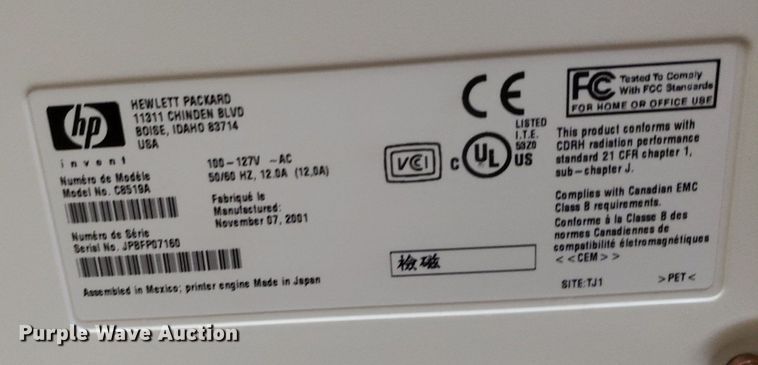 hp
invent
HEWLETT PACKARD
11311 CHINDEN BLVD
BOISE, IDAHO 83714
USA
Numéro de Modèle
Model No. C8519A
100-127V ~AC
50/60 HZ, 12.0A (12,0A)
Fabriqué le
Manufactured:
November 07, 2001
Numéro de Série
Serial No. JPBFP07160
Assembled in Mexico; printer engine Made in Japan
CE
VCCI
C UL US
LISTED
I.T.E.
53Z0
檢磁
FCC
Tested To Comply
With FCC Standards
FOR HOME OR OFFICE USE
This product conforms with
CDRH radiation performance
standard 21 CFR chapter 1,
sub-chapter J.
Complies with Canadian EMC
Class B requirements.
Conforme á la Classe B des
normes Canadiennes de
compatibilité életromagnétiques
<<CEM>>
SITE:TJ1
>PET<
Purple Wave Auction